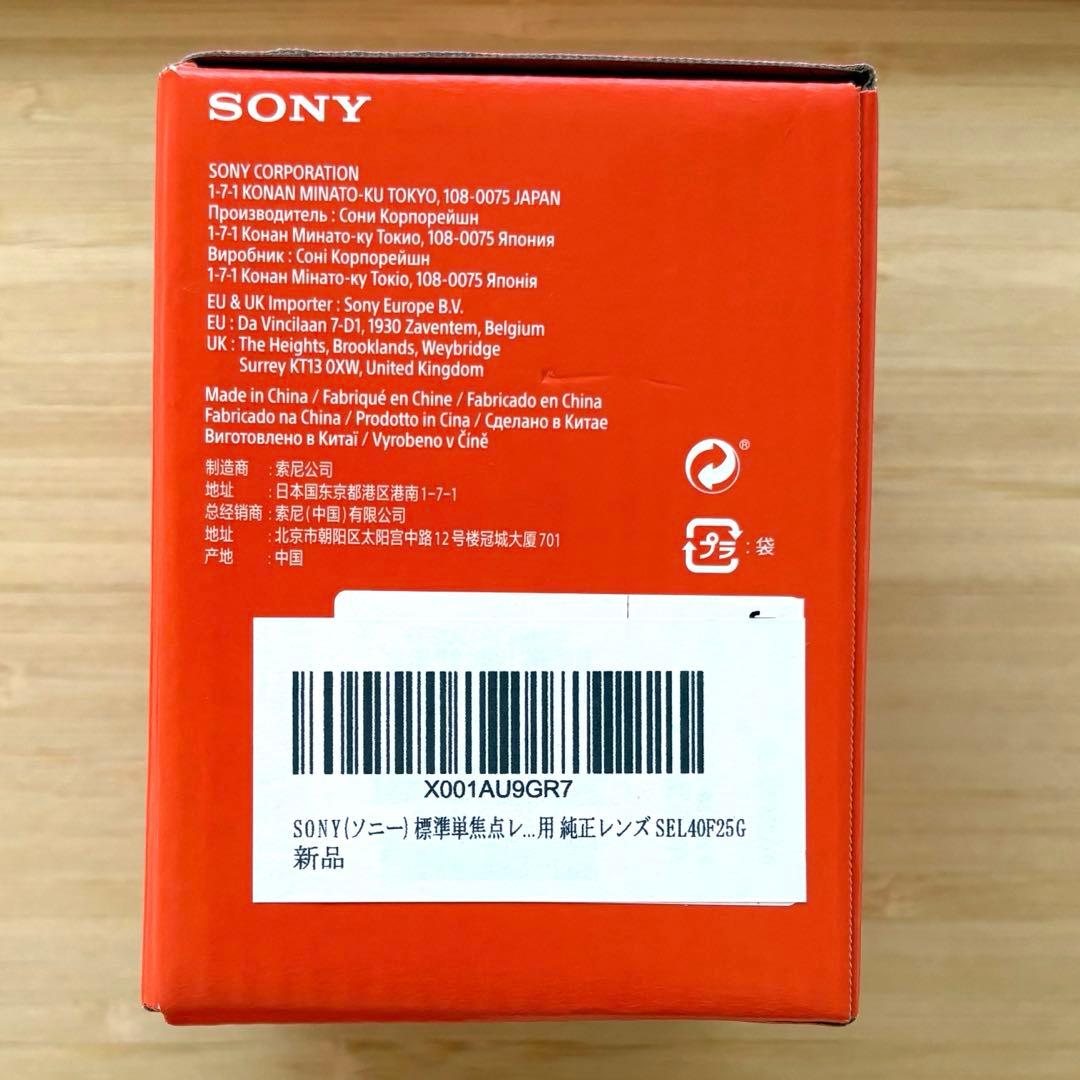 SONY
SONY CORPORATION
1-7-1 KONAN MINATO-KU TOKYO, 108-0075 JAPAN
Производитель : Сони Корпорейшн
1-7-1 Конан Минато-ку Токио, 108-0075 Япония
Виробник : Соні Корпорейшн
1-7-1 Конан Мінато-ку Токіо, 108-0075 Японія
EU & UK Importer : Sony Europe B.V.
EU : Da Vincilaan 7-D1, 1930 Zaventem, Belgium
UK : The Heights, Brooklands, Weybridge
Surrey KT13 0XW, United Kingdom
Made in China / Fabriqué en Chine / Fabricado en China
Fabricado na China / Prodotto in Cina / Сделано в Китае
Виготовлено в Китаї / Vyrobeno v Číně
制造商 : 索尼公司
地址 : 日本国东京都港区港南1-7-1
总经销商 : 索尼(中国)有限公司
地址 : 北京市朝阳区太阳宫中路12号楼冠城大厦701
产地 : 中国
®
プラ : 袋
X001AU9GR7
SONY(ソニー) 標準単焦点レ...用 純正レンズ SEL40F25G
新品